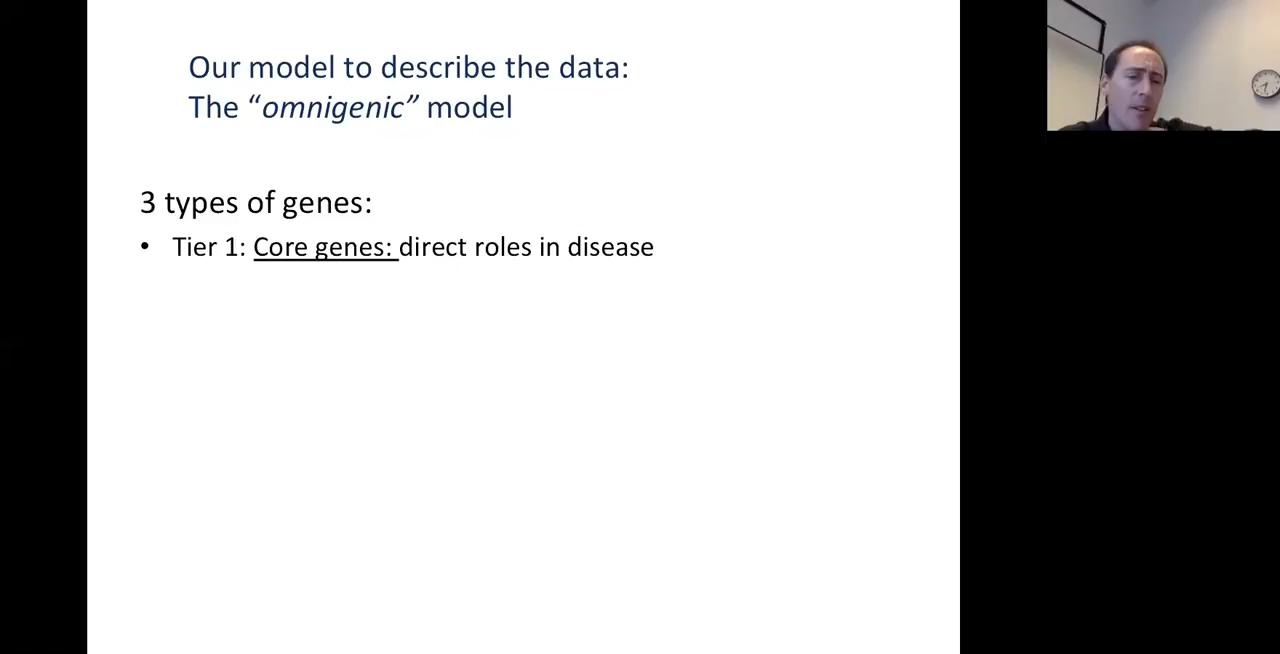 Our model to describe the data:
The “omnigenic” model
3 types of genes:
• Tier 1: Core genes: direct roles in disease